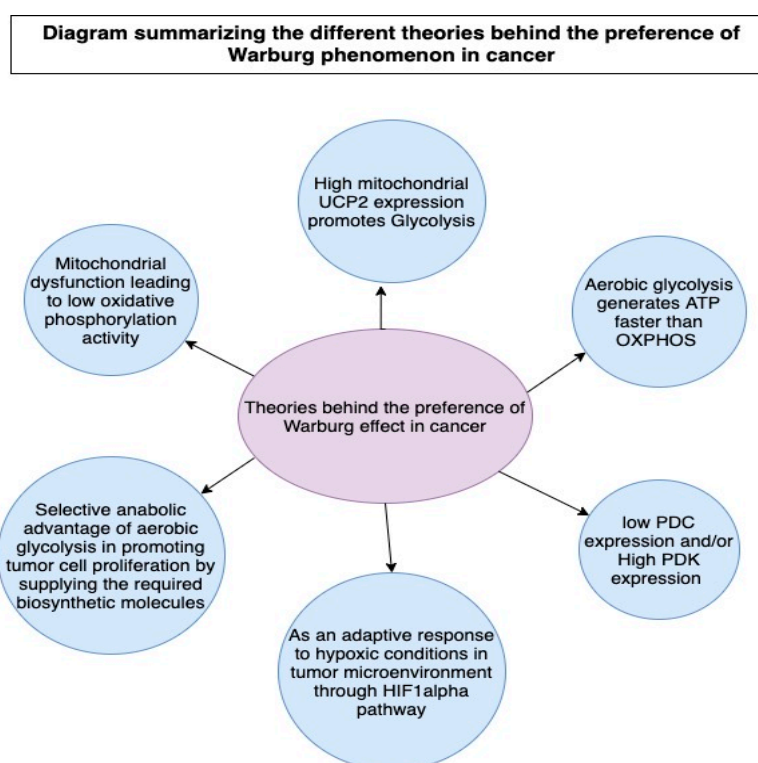 Diagram summarizing the different theories behind the preference of
Warburg phenomenon in cancer
High mitochondrial
UCP2 expression
promotes Glycolysis
Mitochondrial
dysfunction leading
to low oxidative
phosphorylation
activity
Aerobic glycolysis
generates ATP
faster than
OXPHOS
Theories behind the preference of
Warburg effect in cancer
Selective anabolic
advantage of aerobic
glycolysis in promoting
tumor cell proliferation by
supplying the required
biosynthetic molecules
low PDC
expression and/or
High PDK
expression
As an adaptive response
to hypoxic conditions in
tumor microenvironment
through HIF1alpha
pathway